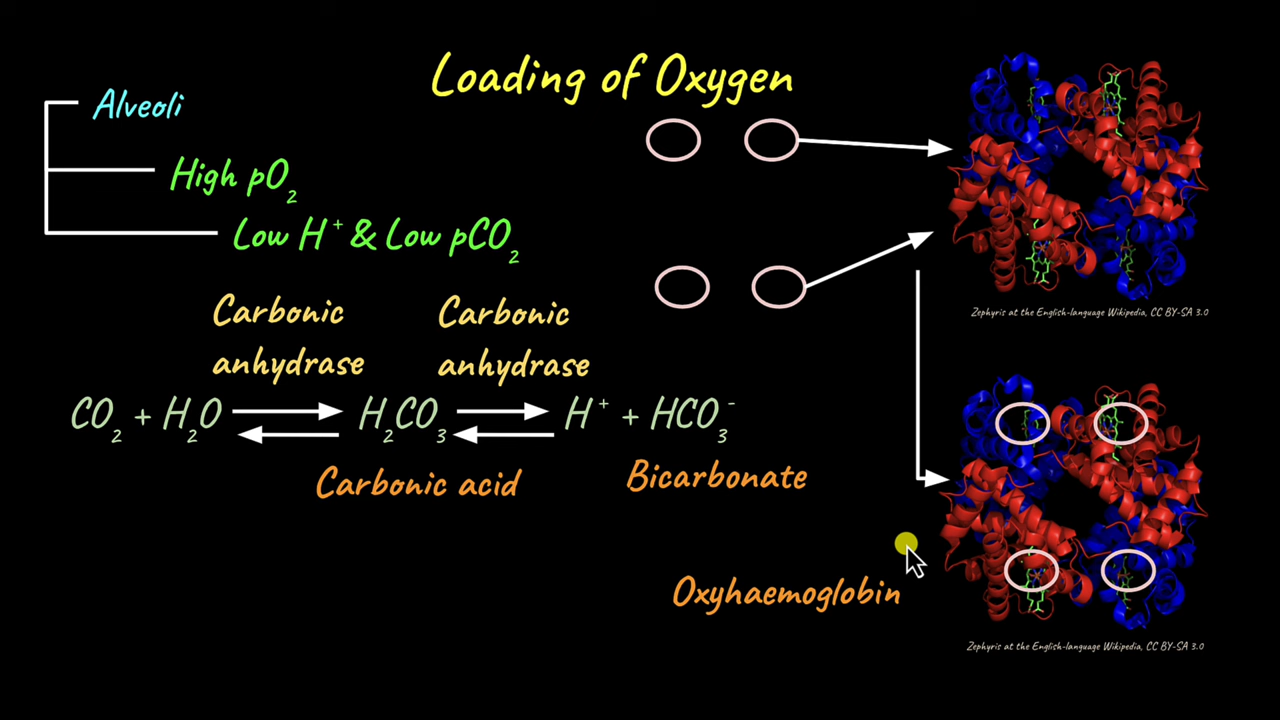 Loading of Oxygen
Alveoli
High pO₂
Low H⁺ & Low pCO₂
Zephyris at the English-language Wikipedia, CC BY-SA 3.0
Carbonic anhydrase
Carbonic anhydrase
CO₂ + H₂O H₂CO₃ H⁺ + HCO₃⁻
Carbonic acid
Bicarbonate
Oxyhaemoglobin
Zephyris at the English-language Wikipedia, CC BY-SA 3.0